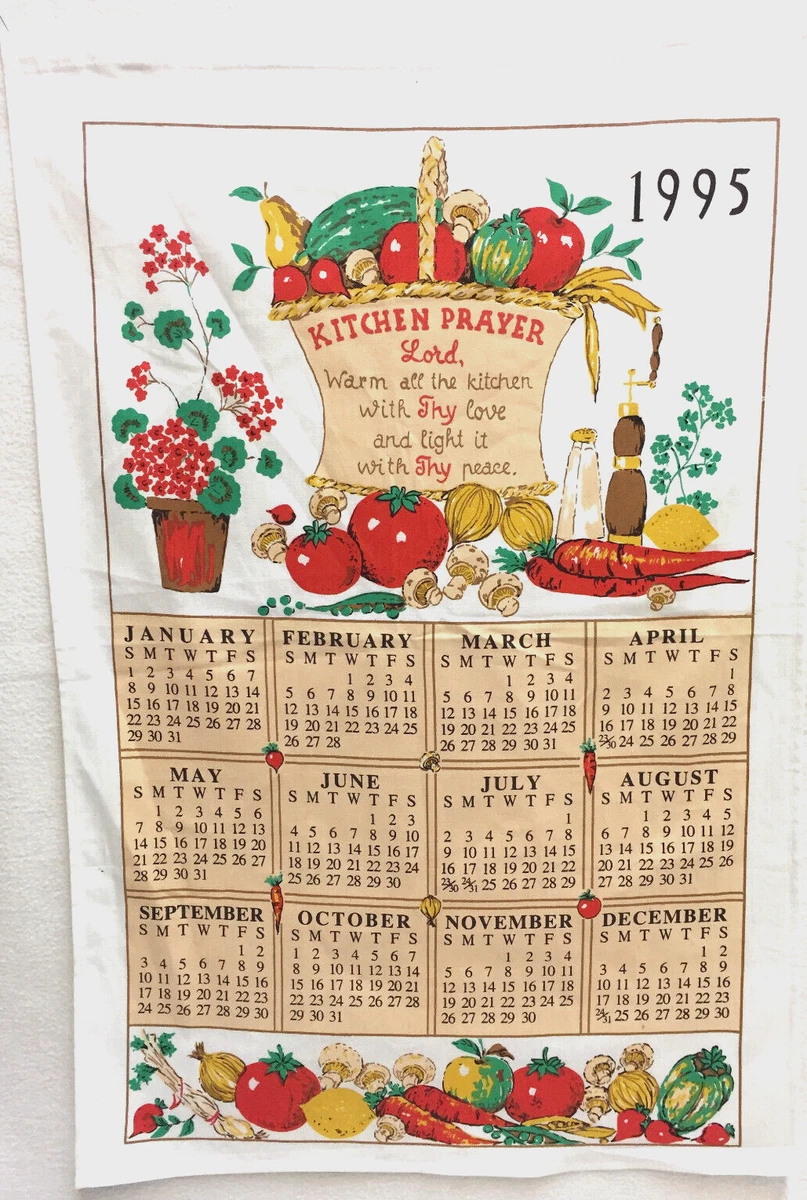 1995
KITCHEN PRAYER
Lord,
Warm all the kitchen
with Thy love
and light it
with Thy peace.
JANUARY
S M T W T F S
1 2 3 4 5 6 7
8 9 10 11 12 13 14
15 16 17 18 19 20 21
22 23 24 25 26 27 28
29 30 31
FEBRUARY
S M T W T F S
1 2 3 4
5 6 7 8 9 10 11
12 13 14 15 16 17 18
19 20 21 22 23 24 25
26 27 28
MARCH
S M T W T F S
1 2 3 4
5 6 7 8 9 10 11
12 13 14 15 16 17 18
19 20 21 22 23 24 25
26 27 28 29 30 31
APRIL
S M T W T F S
1
2 3 4 5 6 7 8
9 10 11 12 13 14 15
16 17 18 19 20 21 22
23/30 24 25 26 27 28 29
MAY
S M T W T F S
1 2 3 4 5 6
7 8 9 10 11 12 13
14 15 16 17 18 19 20
21 22 23 24 25 26 27
28 29 30 31
JUNE
S M T W T F S
1 2 3
4 5 6 7 8 9 10
11 12 13 14 15 16 17
18 19 20 21 22 23 24
25 26 27 28 29 30
JULY
S M T W T F S
1
2 3 4 5 6 7 8
9 10 11 12 13 14 15
16 17 18 19 20 21 22
23/30 24/31 25 26 27 28 29
AUGUST
S M T W T F S
1 2 3 4 5
6 7 8 9 10 11 12
13 14 15 16 17 18 19
20 21 22 23 24 25 26
27 28 29 30 31
SEPTEMBER
S M T W T F S
1 2
3 4 5 6 7 8 9
10 11 12 13 14 15 16
17 18 19 20 21 22 23
24 25 26 27 28 29 30
OCTOBER
S M T W T F S
1 2 3 4 5 6 7
8 9 10 11 12 13 14
15 16 17 18 19 20 21
22 23 24 25 26 27 28
29 30 31
NOVEMBER
S M T W T F S
1 2 3 4
5 6 7 8 9 10 11
12 13 14 15 16 17 18
19 20 21 22 23 24 25
26 27 28 29 30
DECEMBER
S M T W T F S
1 2
3 4 5 6 7 8 9
10 11 12 13 14 15 16
17 18 19 20 21 22 23
24/31 25 26 27 28 29 30